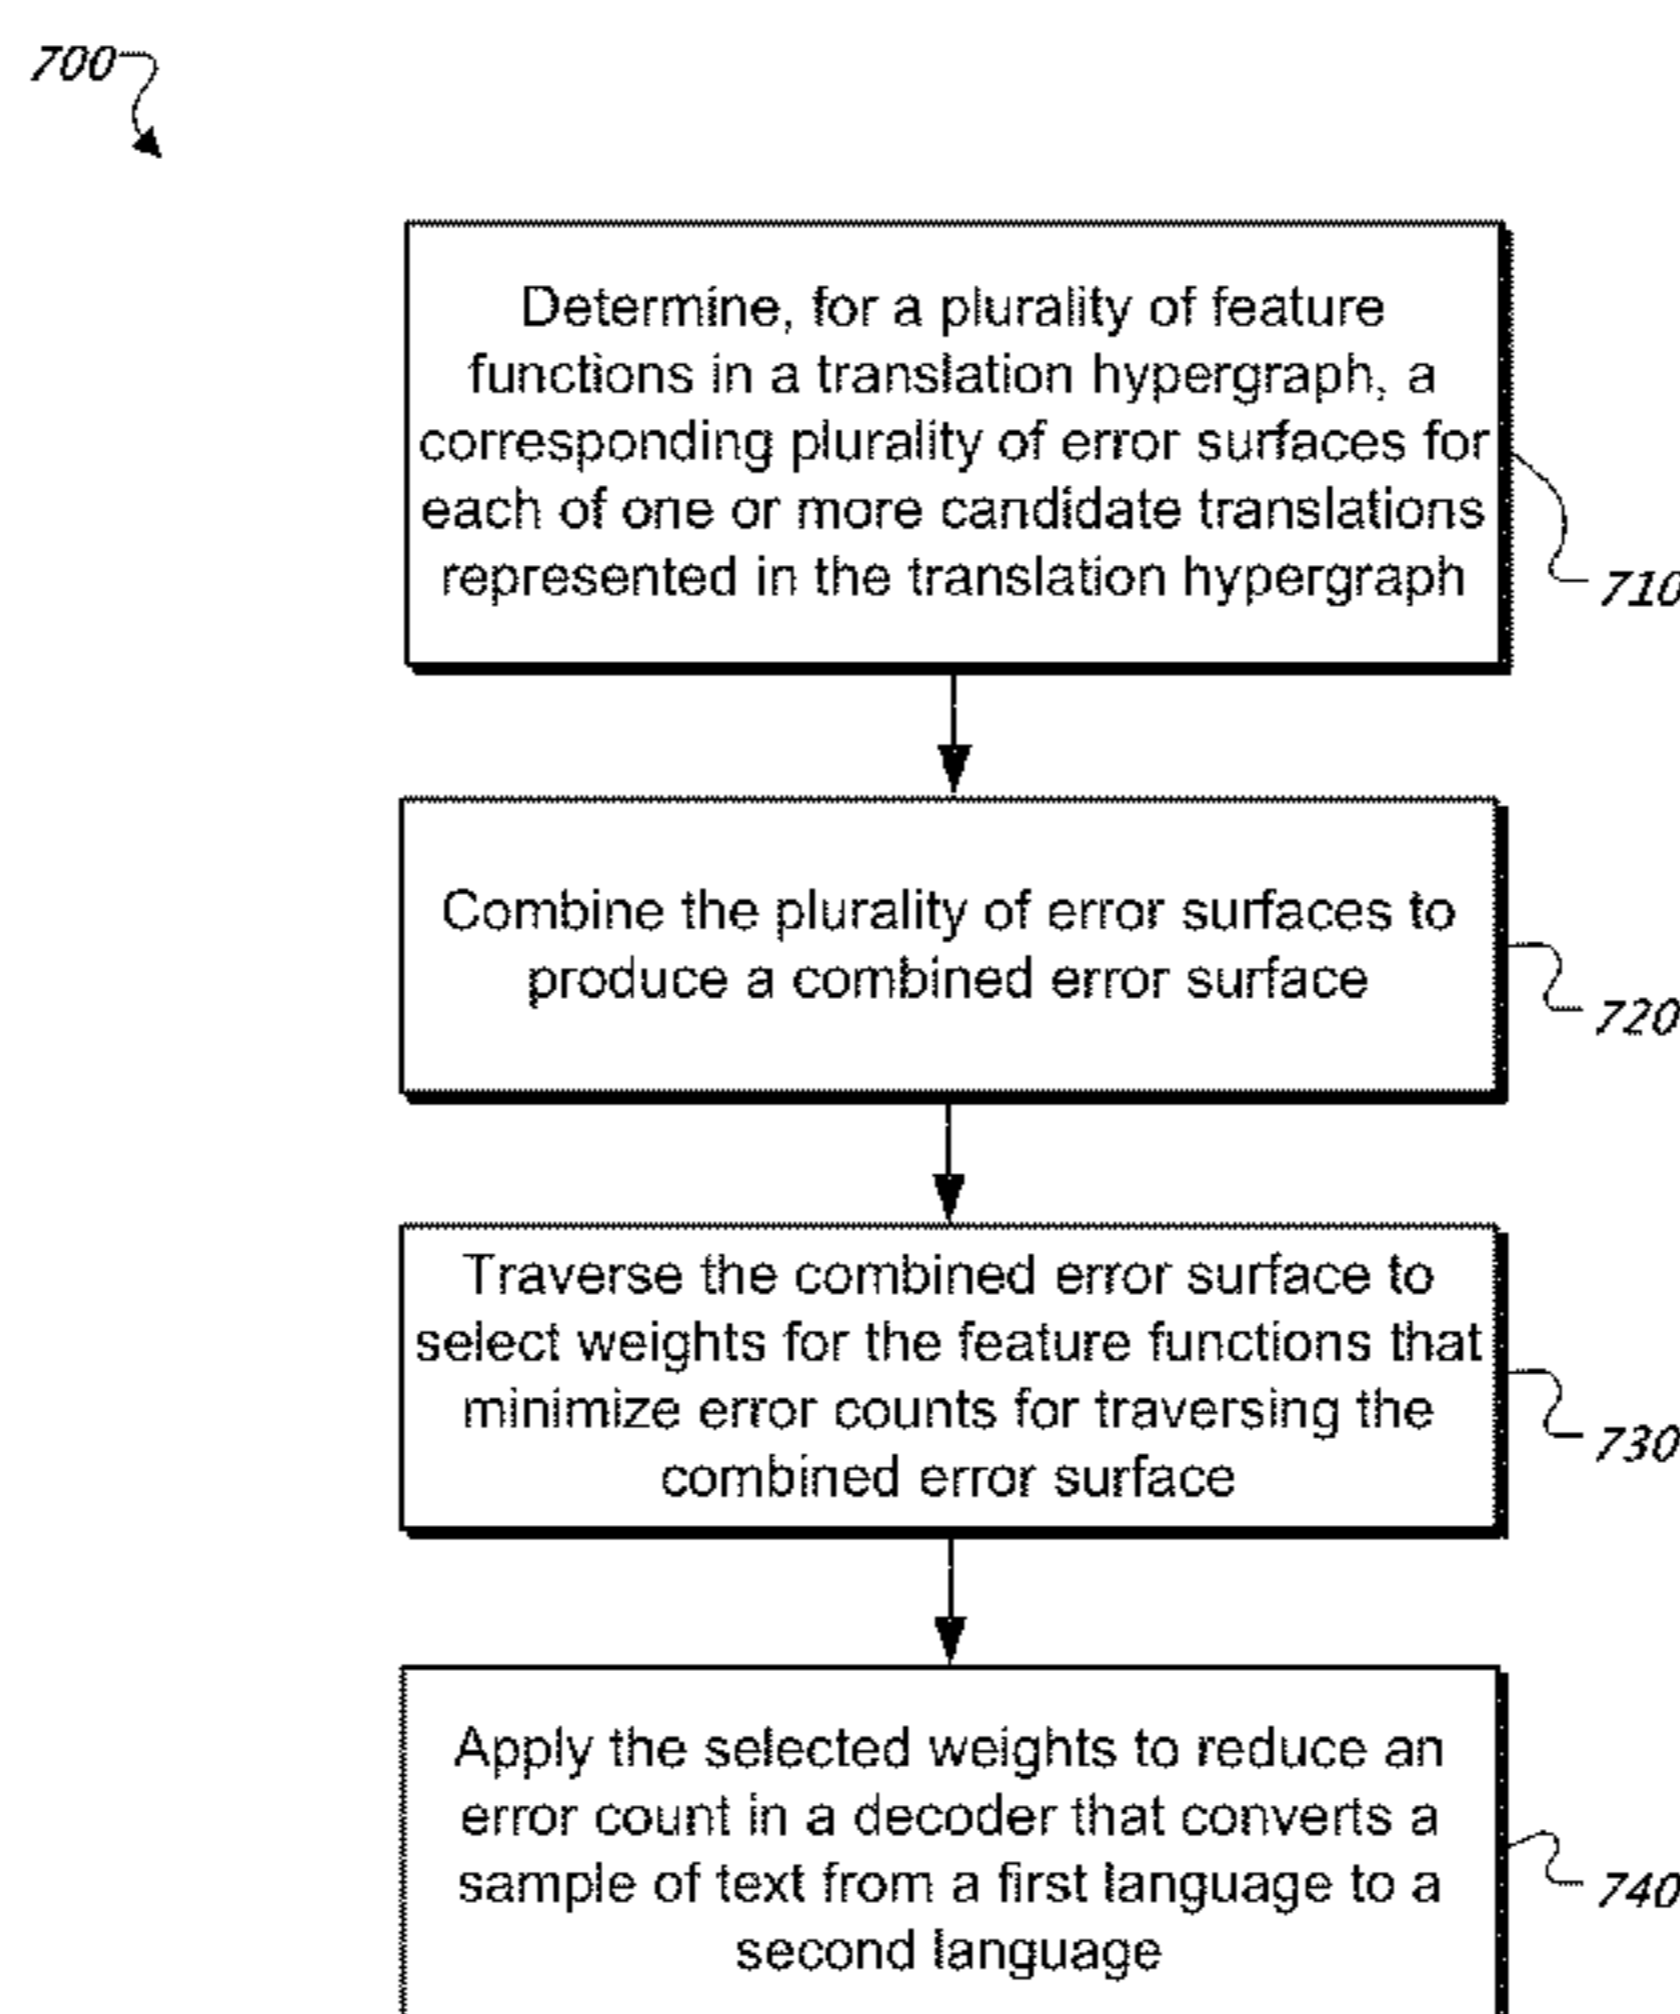 700
Determine, for a plurality of feature
functions in a translation hypergraph, a
corresponding plurality of error surfaces for
each of one or more candidate translations
represented in the translation hypergraph
710
Combine the plurality of error surfaces to
produce a combined error surface
720
Traverse the combined error surface to
select weights for the feature functions that
minimize error counts for traversing the
combined error surface
730
Apply the selected weights to reduce an
error count in a decoder that converts a
sample of text from a first language to a
second language
740